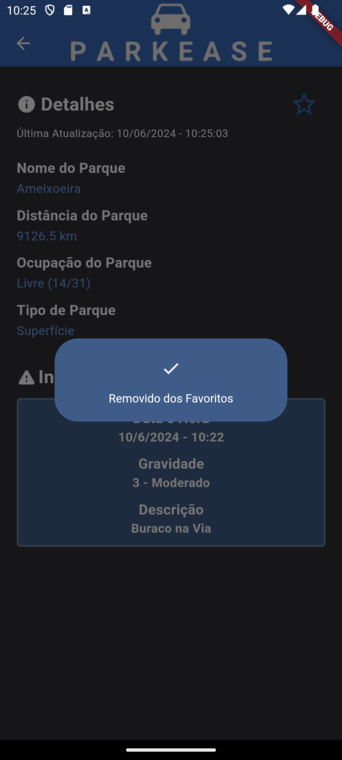 10:25
DEBUG
PARKEASE
Detalhes
Última Atualização: 10/06/2024 - 10:25:03
Nome do Parque
Ameixoeira
Distância do Parque
9126.5 km
Ocupação do Parque
Livre (14/31)
Tipo de Parque
Superfície
In
Removido dos Favoritos
10/6/2024 - 10:22
Gravidade
3 - Moderado
Descrição
Buraco na Via